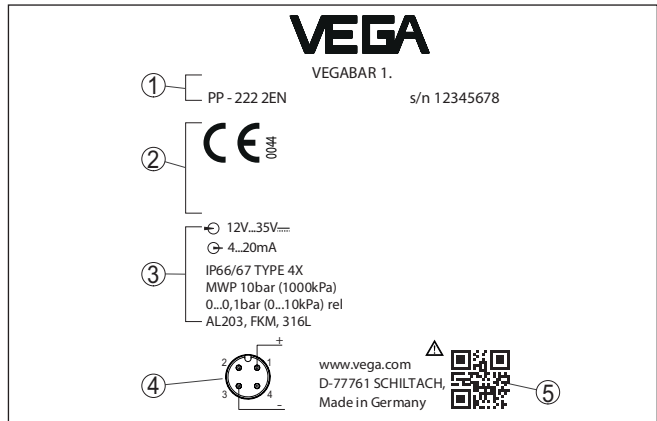 VEGA
VEGABAR 1.
1
PP - 222 2EN s/n 12345678
2
CE 0044
12V...35V
4...20mA
3
IP66/67 TYPE 4X
MWP 10bar (1000kPa)
0...0,1bar (0...10kPa) rel
AL203, FKM, 316L
+
2 1
4
3 4
-
www.vega.com
D-77761 SCHILTACH,
Made in Germany
5